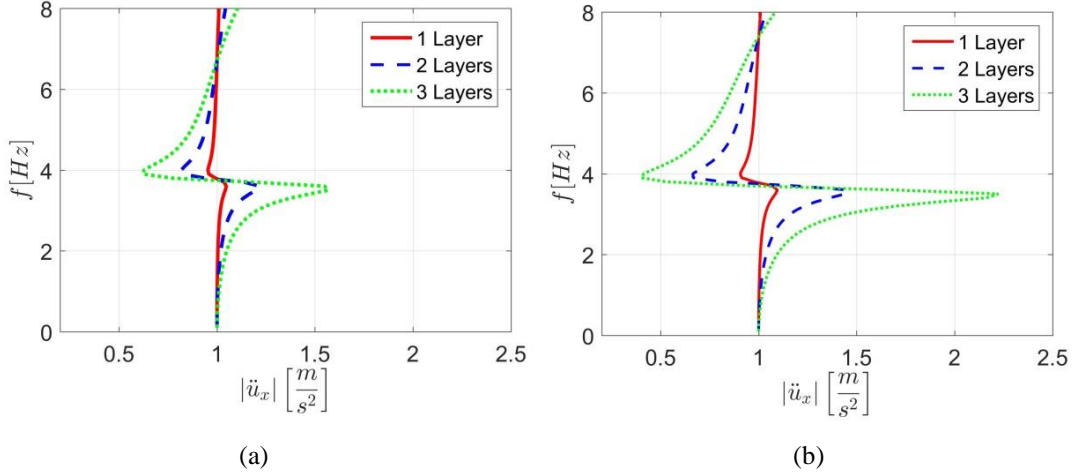 8
6
4
2
0
f[Hz]
0.5 1 1.5 2 2.5
|ü_x| [m/s²]
1 Layer
2 Layers
3 Layers
(a)
8
6
4
2
0
f[Hz]
0.5 1 1.5 2 2.5
|ü_x| [m/s²]
1 Layer
2 Layers
3 Layers
(b)